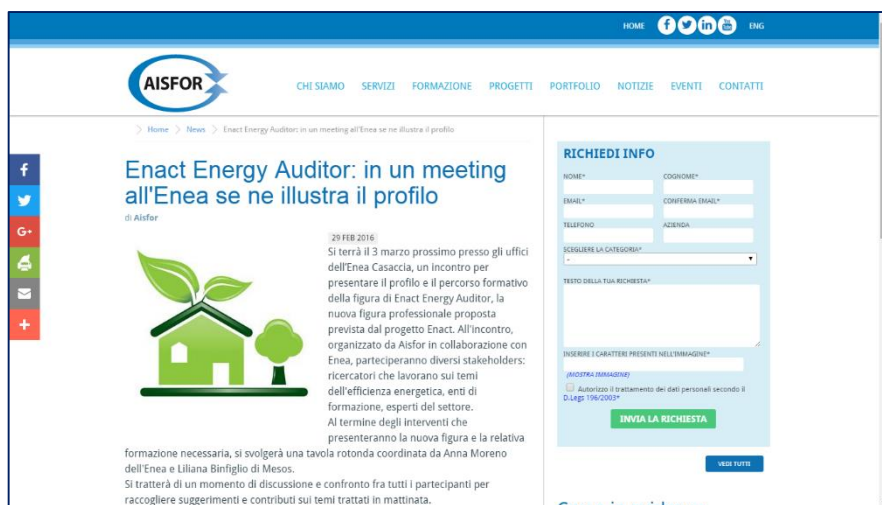 HOME
ENG
AISFOR
CHI SIAMO SERVIZI FORMAZIONE PROGETTI PORTFOLIO NOTIZIE EVENTI CONTATTI
Home > News > Enact Energy Auditor: in un meeting all'Enea se ne illustra il profilo
Enact Energy Auditor: in un meeting
all'Enea se ne illustra il profilo
di Aisfor
29 FEB 2016
Si terrà il 3 marzo prossimo presso gli uffici
dell'Enea Casaccia, un incontro per
presentare il profilo e il percorso formativo
della figura di Enact Energy Auditor, la
nuova figura professionale proposta
prevista dal progetto Enact. All'incontro,
organizzato da Aisfor in collaborazione con
Enea, parteciperanno diversi stakeholders:
ricercatori che lavorano sui temi
dell'efficienza energetica, enti di
formazione, esperti del settore.
Al termine degli interventi che
presenteranno la nuova figura e la relativa
formazione necessaria, si svolgerà una tavola rotonda coordinata da Anna Moreno
dell'Enea e Liliana Binfiglio di Mesos.
Si tratterà di un momento di discussione e confronto fra tutti i partecipanti per
raccogliere suggerimenti e contributi sui temi trattati in mattinata.
RICHIEDI INFO
NOME* COGNOME*
EMAIL* CONFERMA EMAIL*
TELEFONO AZIENDA
SCEGLIERE LA CATEGORIA*
-
TESTO DELLA TUA RICHIESTA*
INSERIRE I CARATTERI PRESENTI NELL'IMMAGINE*
(MOSTRA IMMAGINE)
Autorizzo il trattamento dei dati personali secondo il
D.Legs 196/2003*
INVIA LA RICHIESTA
VEDI TUTTI